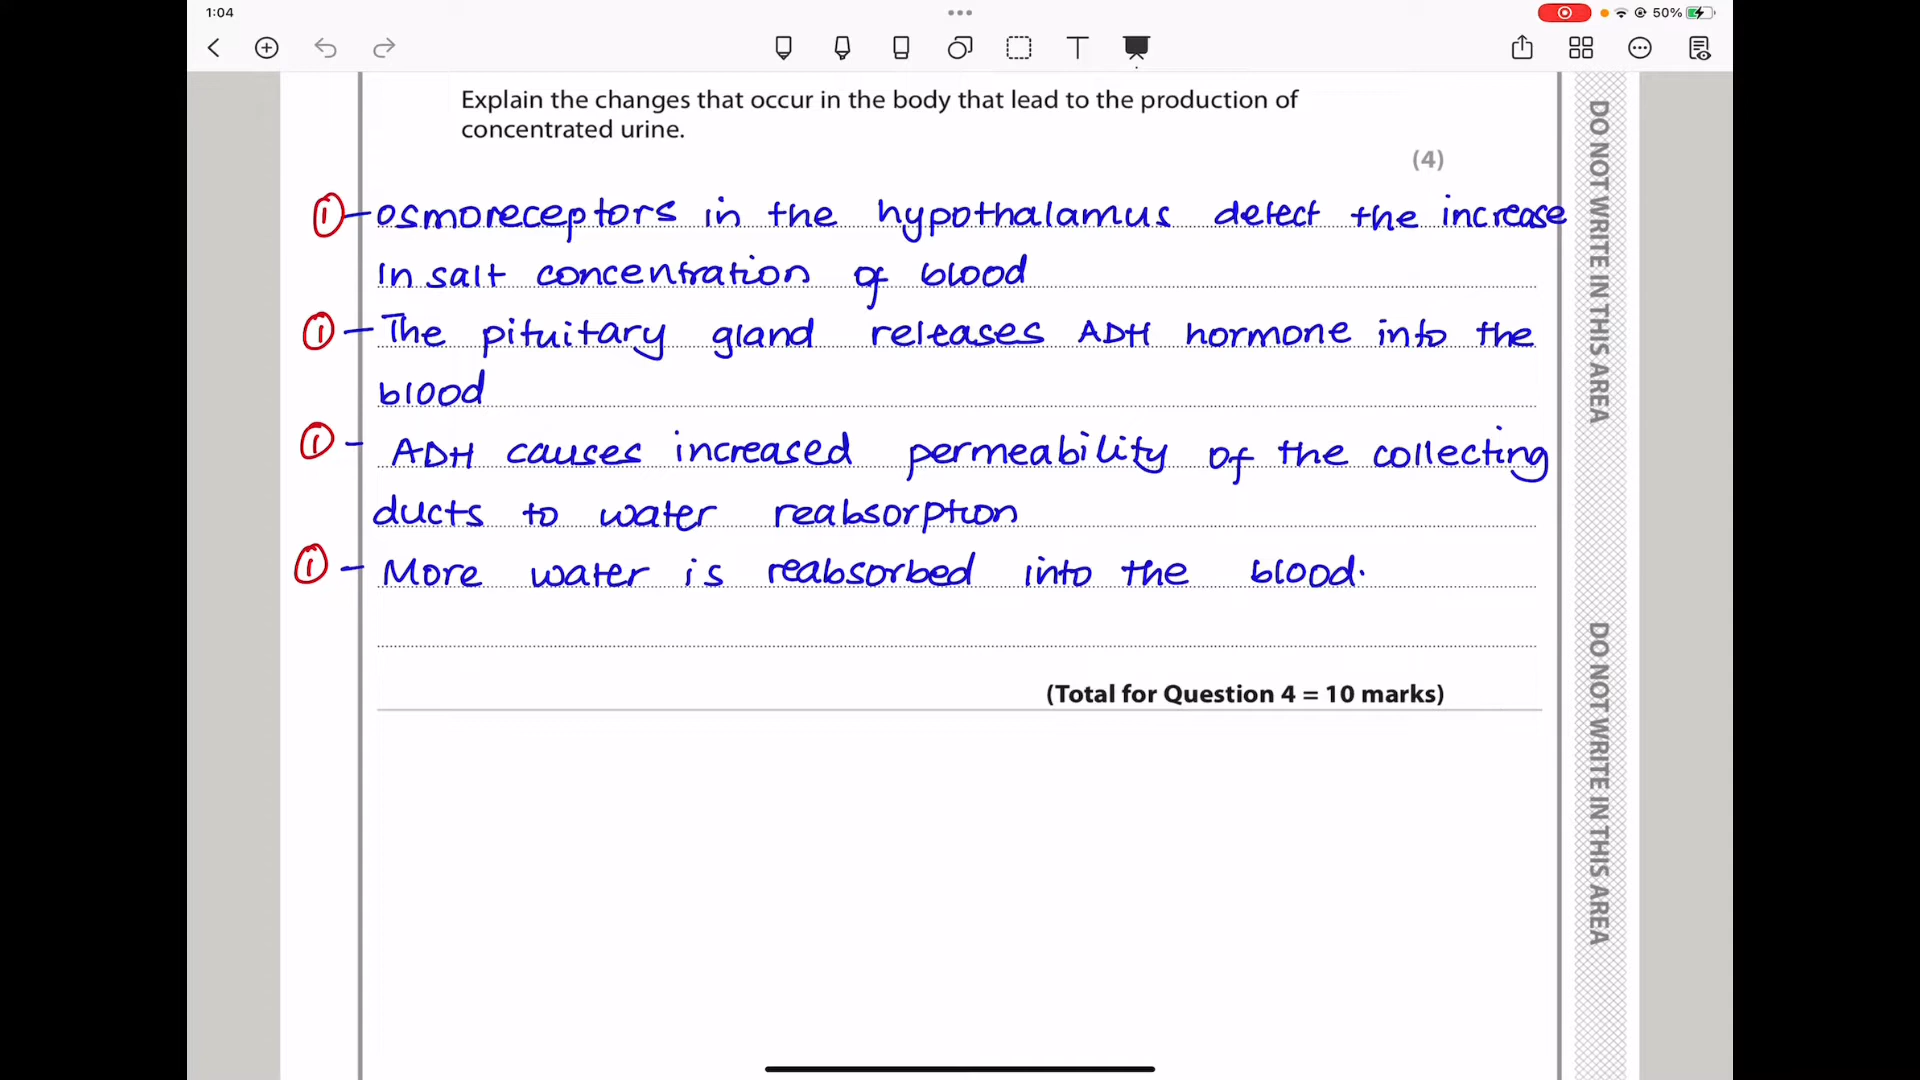 1:04
50%
Explain the changes that occur in the body that lead to the production of
concentrated urine.
(4)
① - osmoreceptors in the hypothalamus detect the increase
in salt concentration of blood
① - The pituitary gland releases ADH hormone into the
blood
① - ADH causes increased permeability of the collecting
ducts to water reabsorption
① - More water is reabsorbed into the blood.
(Total for Question 4 = 10 marks)
DO NOT WRITE IN THIS AREA
DO NOT WRITE IN THIS AREA